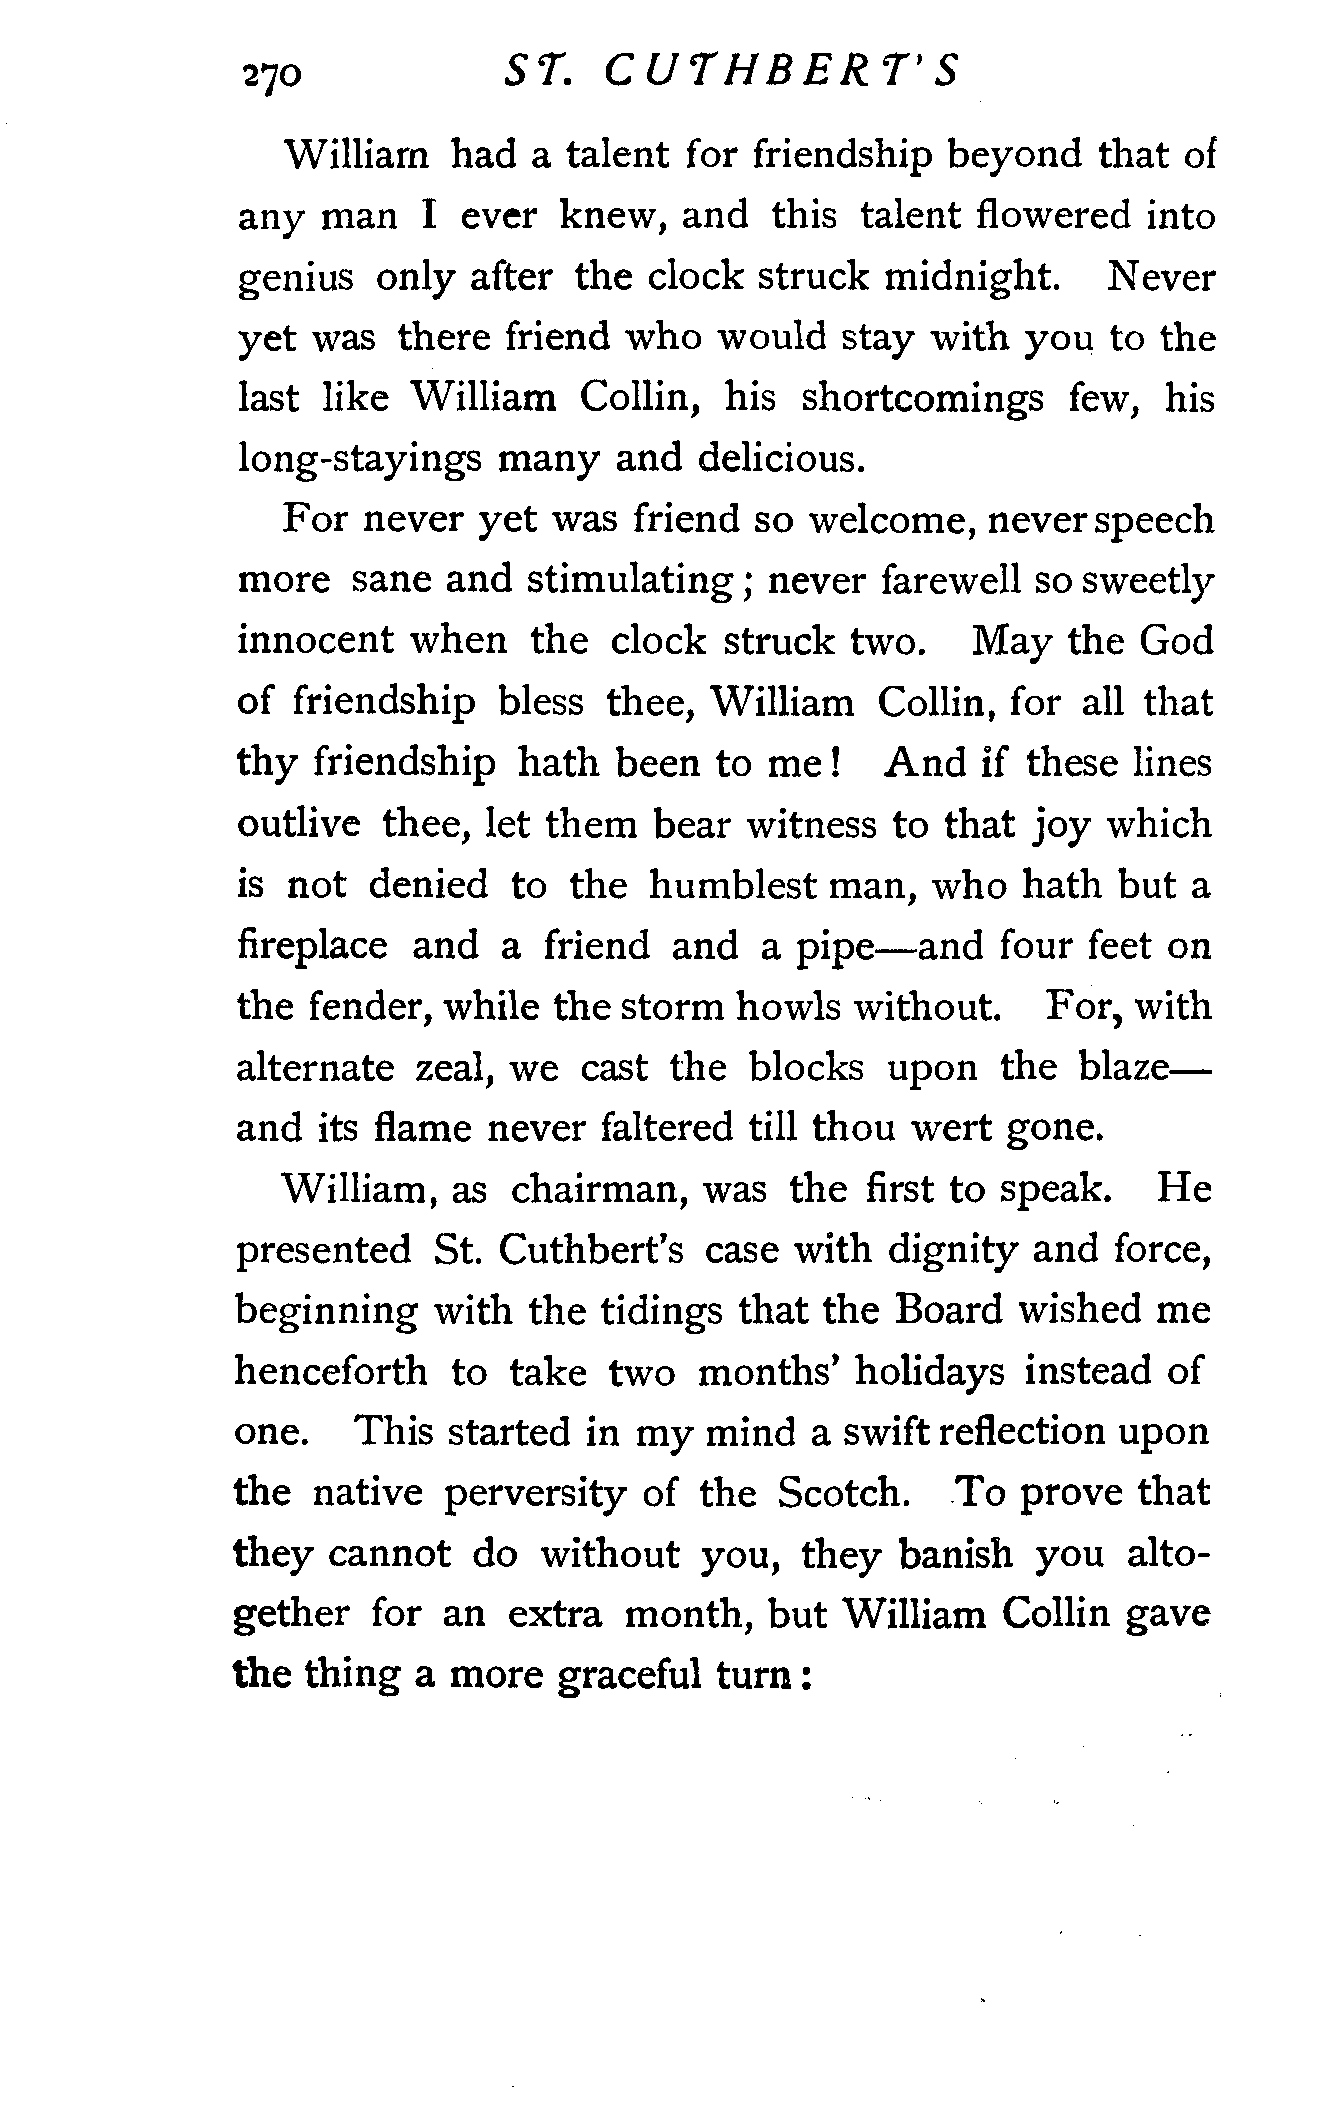 270 ST. CUTHBERT'S
William had a talent for friendship beyond that of
any man I ever knew, and this talent flowered into
genius only after the clock struck midnight. Never
yet was there friend who would stay with you to the
last like William Collin, his shortcomings few, his
long-stayings many and delicious.
For never yet was friend so welcome, never speech
more sane and stimulating; never farewell so sweetly
innocent when the clock struck two. May the God
of friendship bless thee, William Collin, for all that
thy friendship hath been to me! And if these lines
outlive thee, let them bear witness to that joy which
is not denied to the humblest man, who hath but a
fireplace and a friend and a pipe—and four feet on
the fender, while the storm howls without. For, with
alternate zeal, we cast the blocks upon the blaze—
and its flame never faltered till thou wert gone.
William, as chairman, was the first to speak. He
presented St. Cuthbert's case with dignity and force,
beginning with the tidings that the Board wished me
henceforth to take two months' holidays instead of
one. This started in my mind a swift reflection upon
the native perversity of the Scotch. To prove that
they cannot do without you, they banish you alto-
gether for an extra month, but William Collin gave
the thing a more graceful turn: